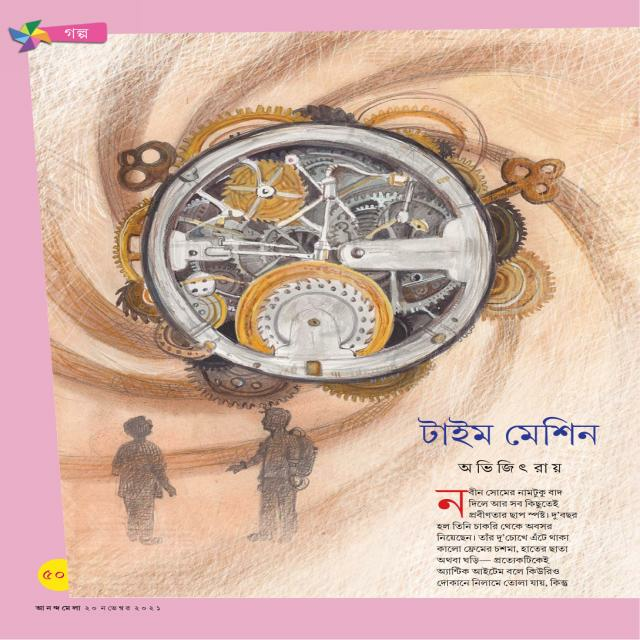 গল্প
টাইম মেশিন
অভিজিৎ রায়
নবীন সোমের নামটুকু বাদ
দিলে আর সব কিছুতেই
প্রবীণতার ছাপ স্পষ্ট। দু’বছর
হল তিনি চাকরি থেকে অবসর
নিয়েছেন। তাঁর দু’চোখে এঁটে থাকা
কালো ফ্রেমের চশমা, হাতের ছাতা
অথবা ঘড়ি— প্রত্যেকটিকেই
অ্যান্টিক আইটেম বলে কিউরিও
দোকানে নিলামে তোলা যায়, কিন্তু
৫০
আনন্দমেলা ২০ নভেম্বর ২০২১